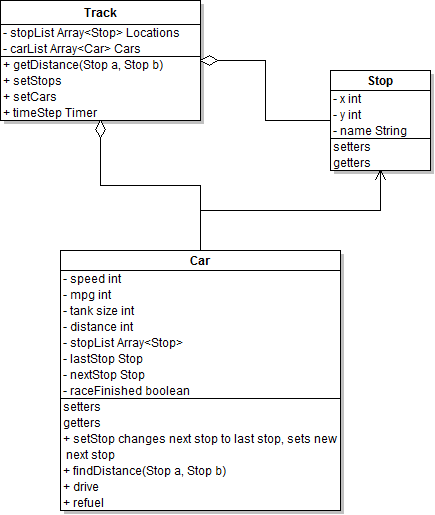 Track
- stopList Array<Stop> Locations
- carList Array<Car> Cars
+ getDistance(Stop a, Stop b)
+ setStops
+ setCars
+ timeStep Timer
Stop
- x int
- y int
- name String
setters
getters
Car
- speed int
- mpg int
- tank size int
- distance int
- stopList Array<Stop>
- lastStop Stop
- nextStop Stop
- raceFinished boolean
setters
getters
+ setStop changes next stop to last stop, sets new
next stop
+ findDistance(Stop a, Stop b)
+ drive
+ refuel